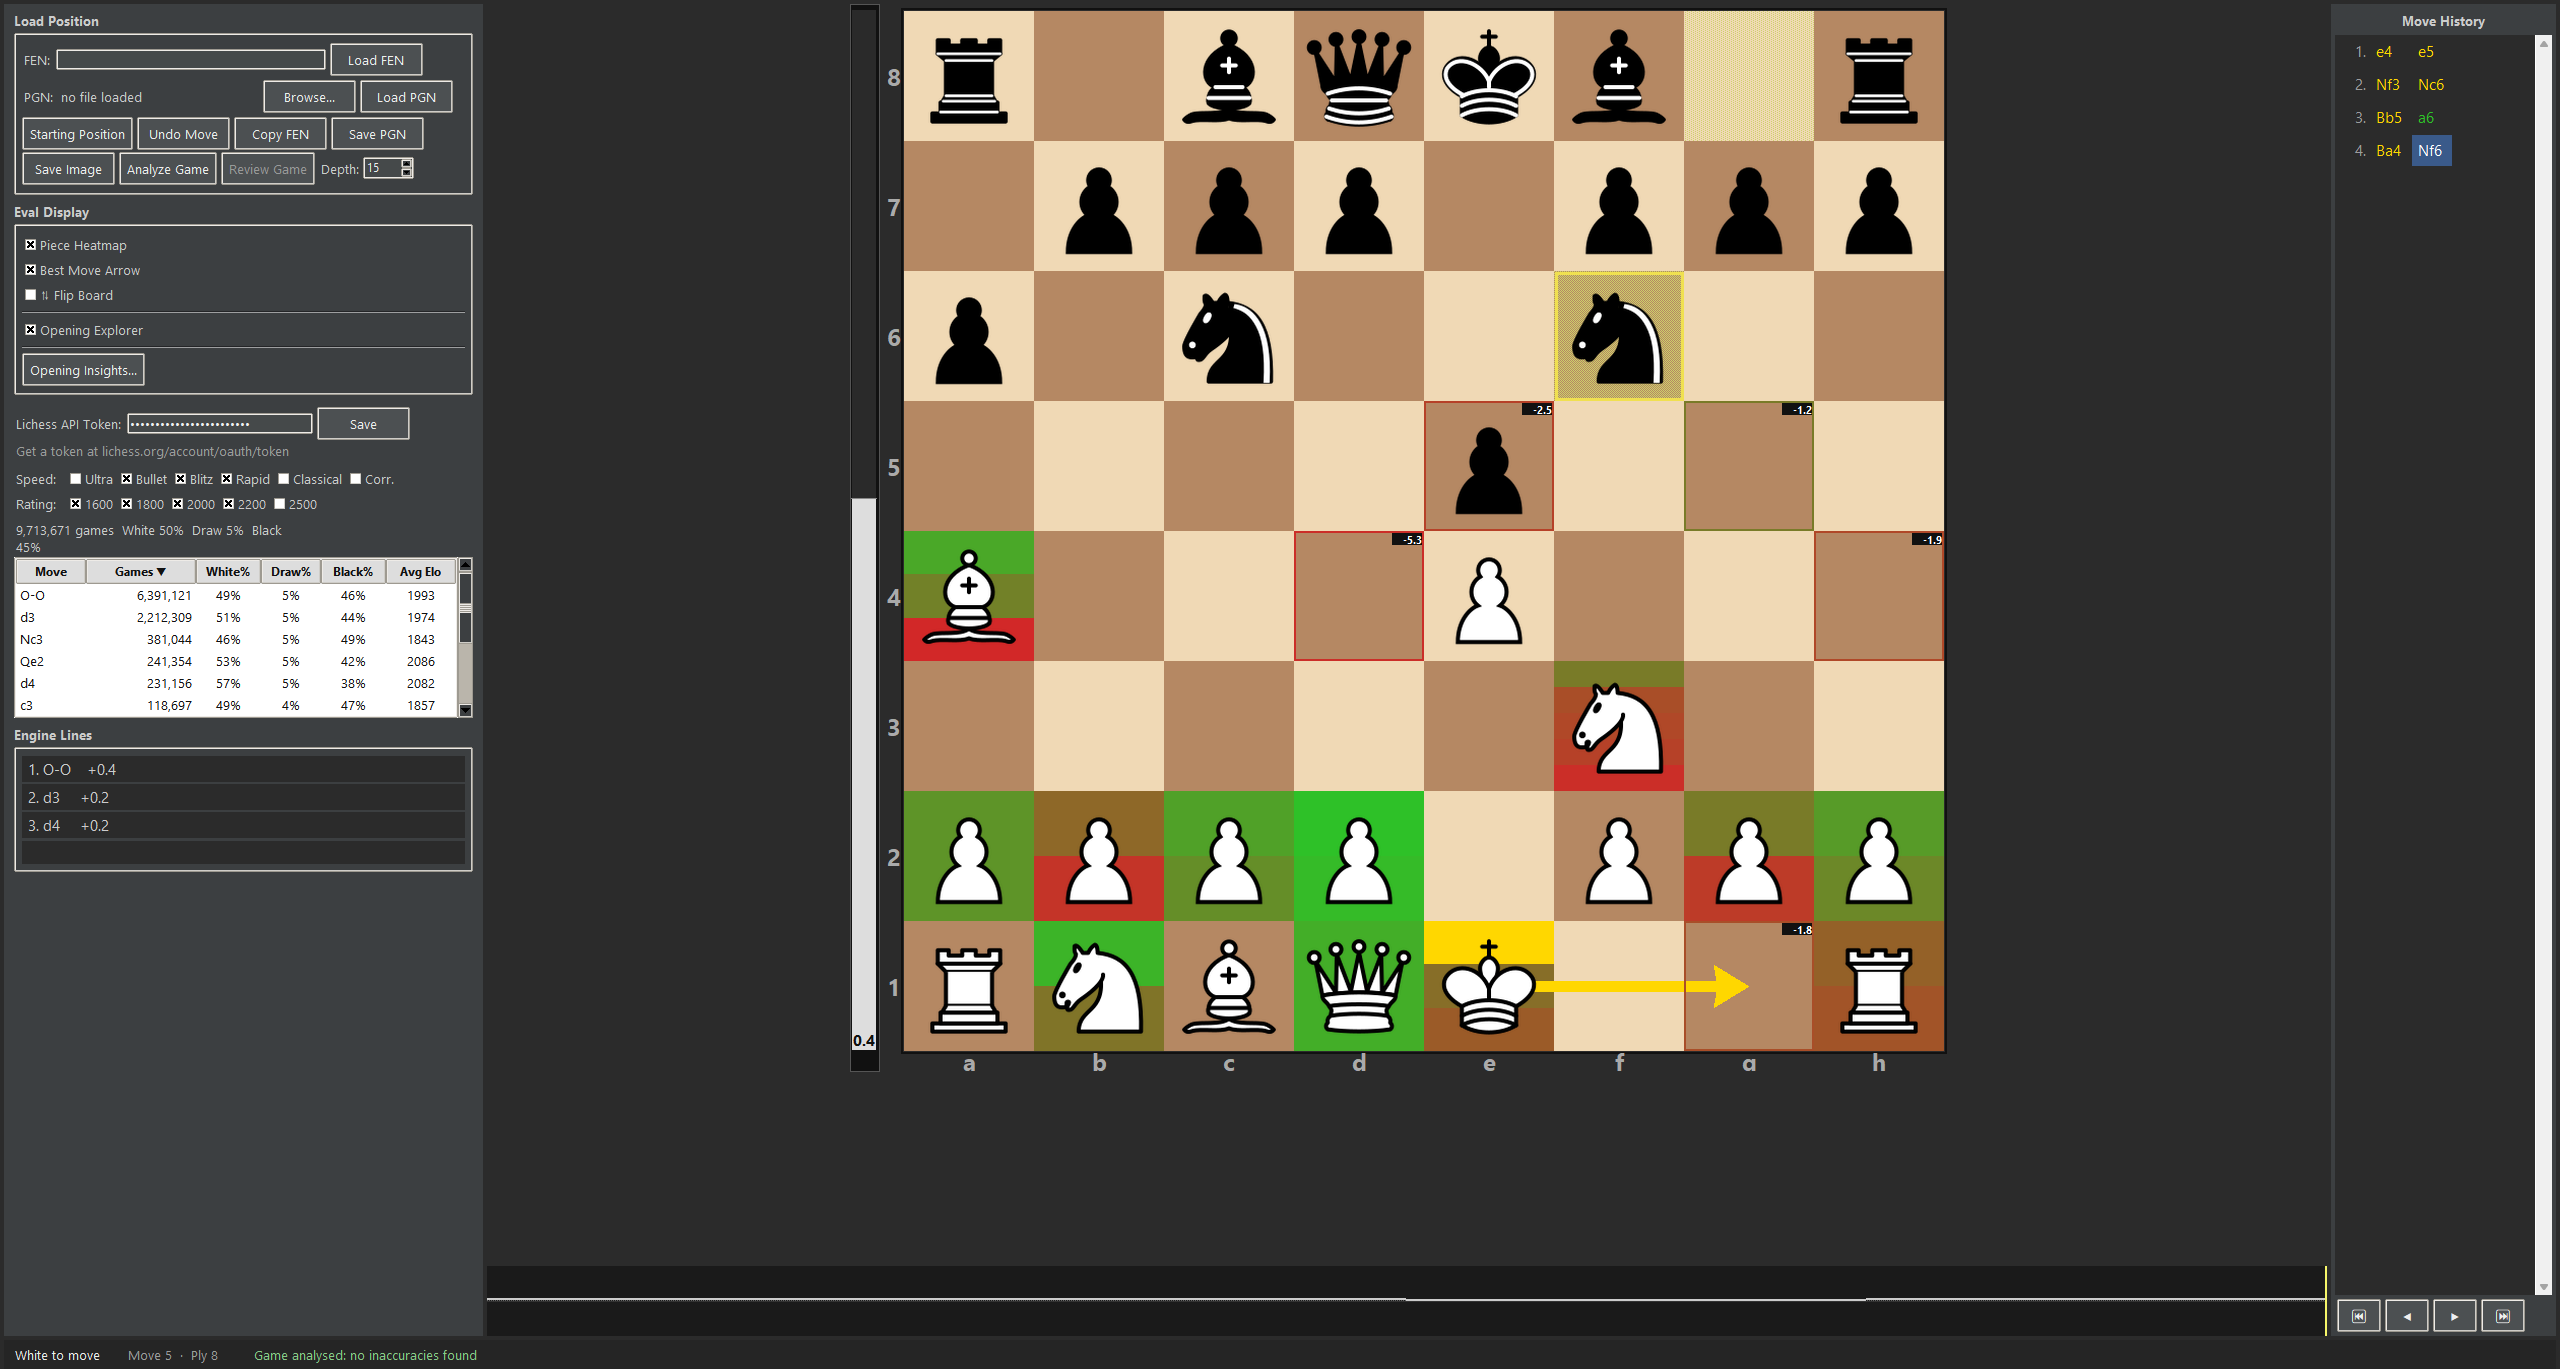 Load Position
FEN: Load FEN
PGN: no file loaded Browse... Load PGN
Starting Position Undo Move Copy FEN Save PGN
Save Image Analyze Game Review Game Depth: 15
Eval Display
Piece Heatmap
Best Move Arrow
⇅ Flip Board
Opening Explorer
Opening Insights...
Lichess API Token: •••••••••••••••••••••••• Save
Get a token at lichess.org/account/oauth/token
Speed: Ultra Bullet Blitz Rapid Classical Corr.
Rating: 1600 1800 2000 2200 2500
9,713,671 games White 50% Draw 5% Black
45%
Move Games ▼ White% Draw% Black% Avg Elo
O-O 6,391,121 49% 5% 46% 1993
d3 2,212,309 51% 5% 44% 1974
Nc3 381,044 46% 5% 49% 1843
Qe2 241,354 53% 5% 42% 2086
d4 231,156 57% 5% 38% 2082
c3 118,697 49% 4% 47% 1857
Engine Lines
1. O-O +0.4
2. d3 +0.2
3. d4 +0.2
0.4
8
7
6
5
4
3
2
1
-2.5
-1.2
-5.3
-1.9
-1.8
a b c d e f g h
Move History
1. e4 e5
2. Nf3 Nc6
3. Bb5 a6
4. Ba4 Nf6
White to move Move 5 · Ply 8 Game analysed: no inaccuracies found